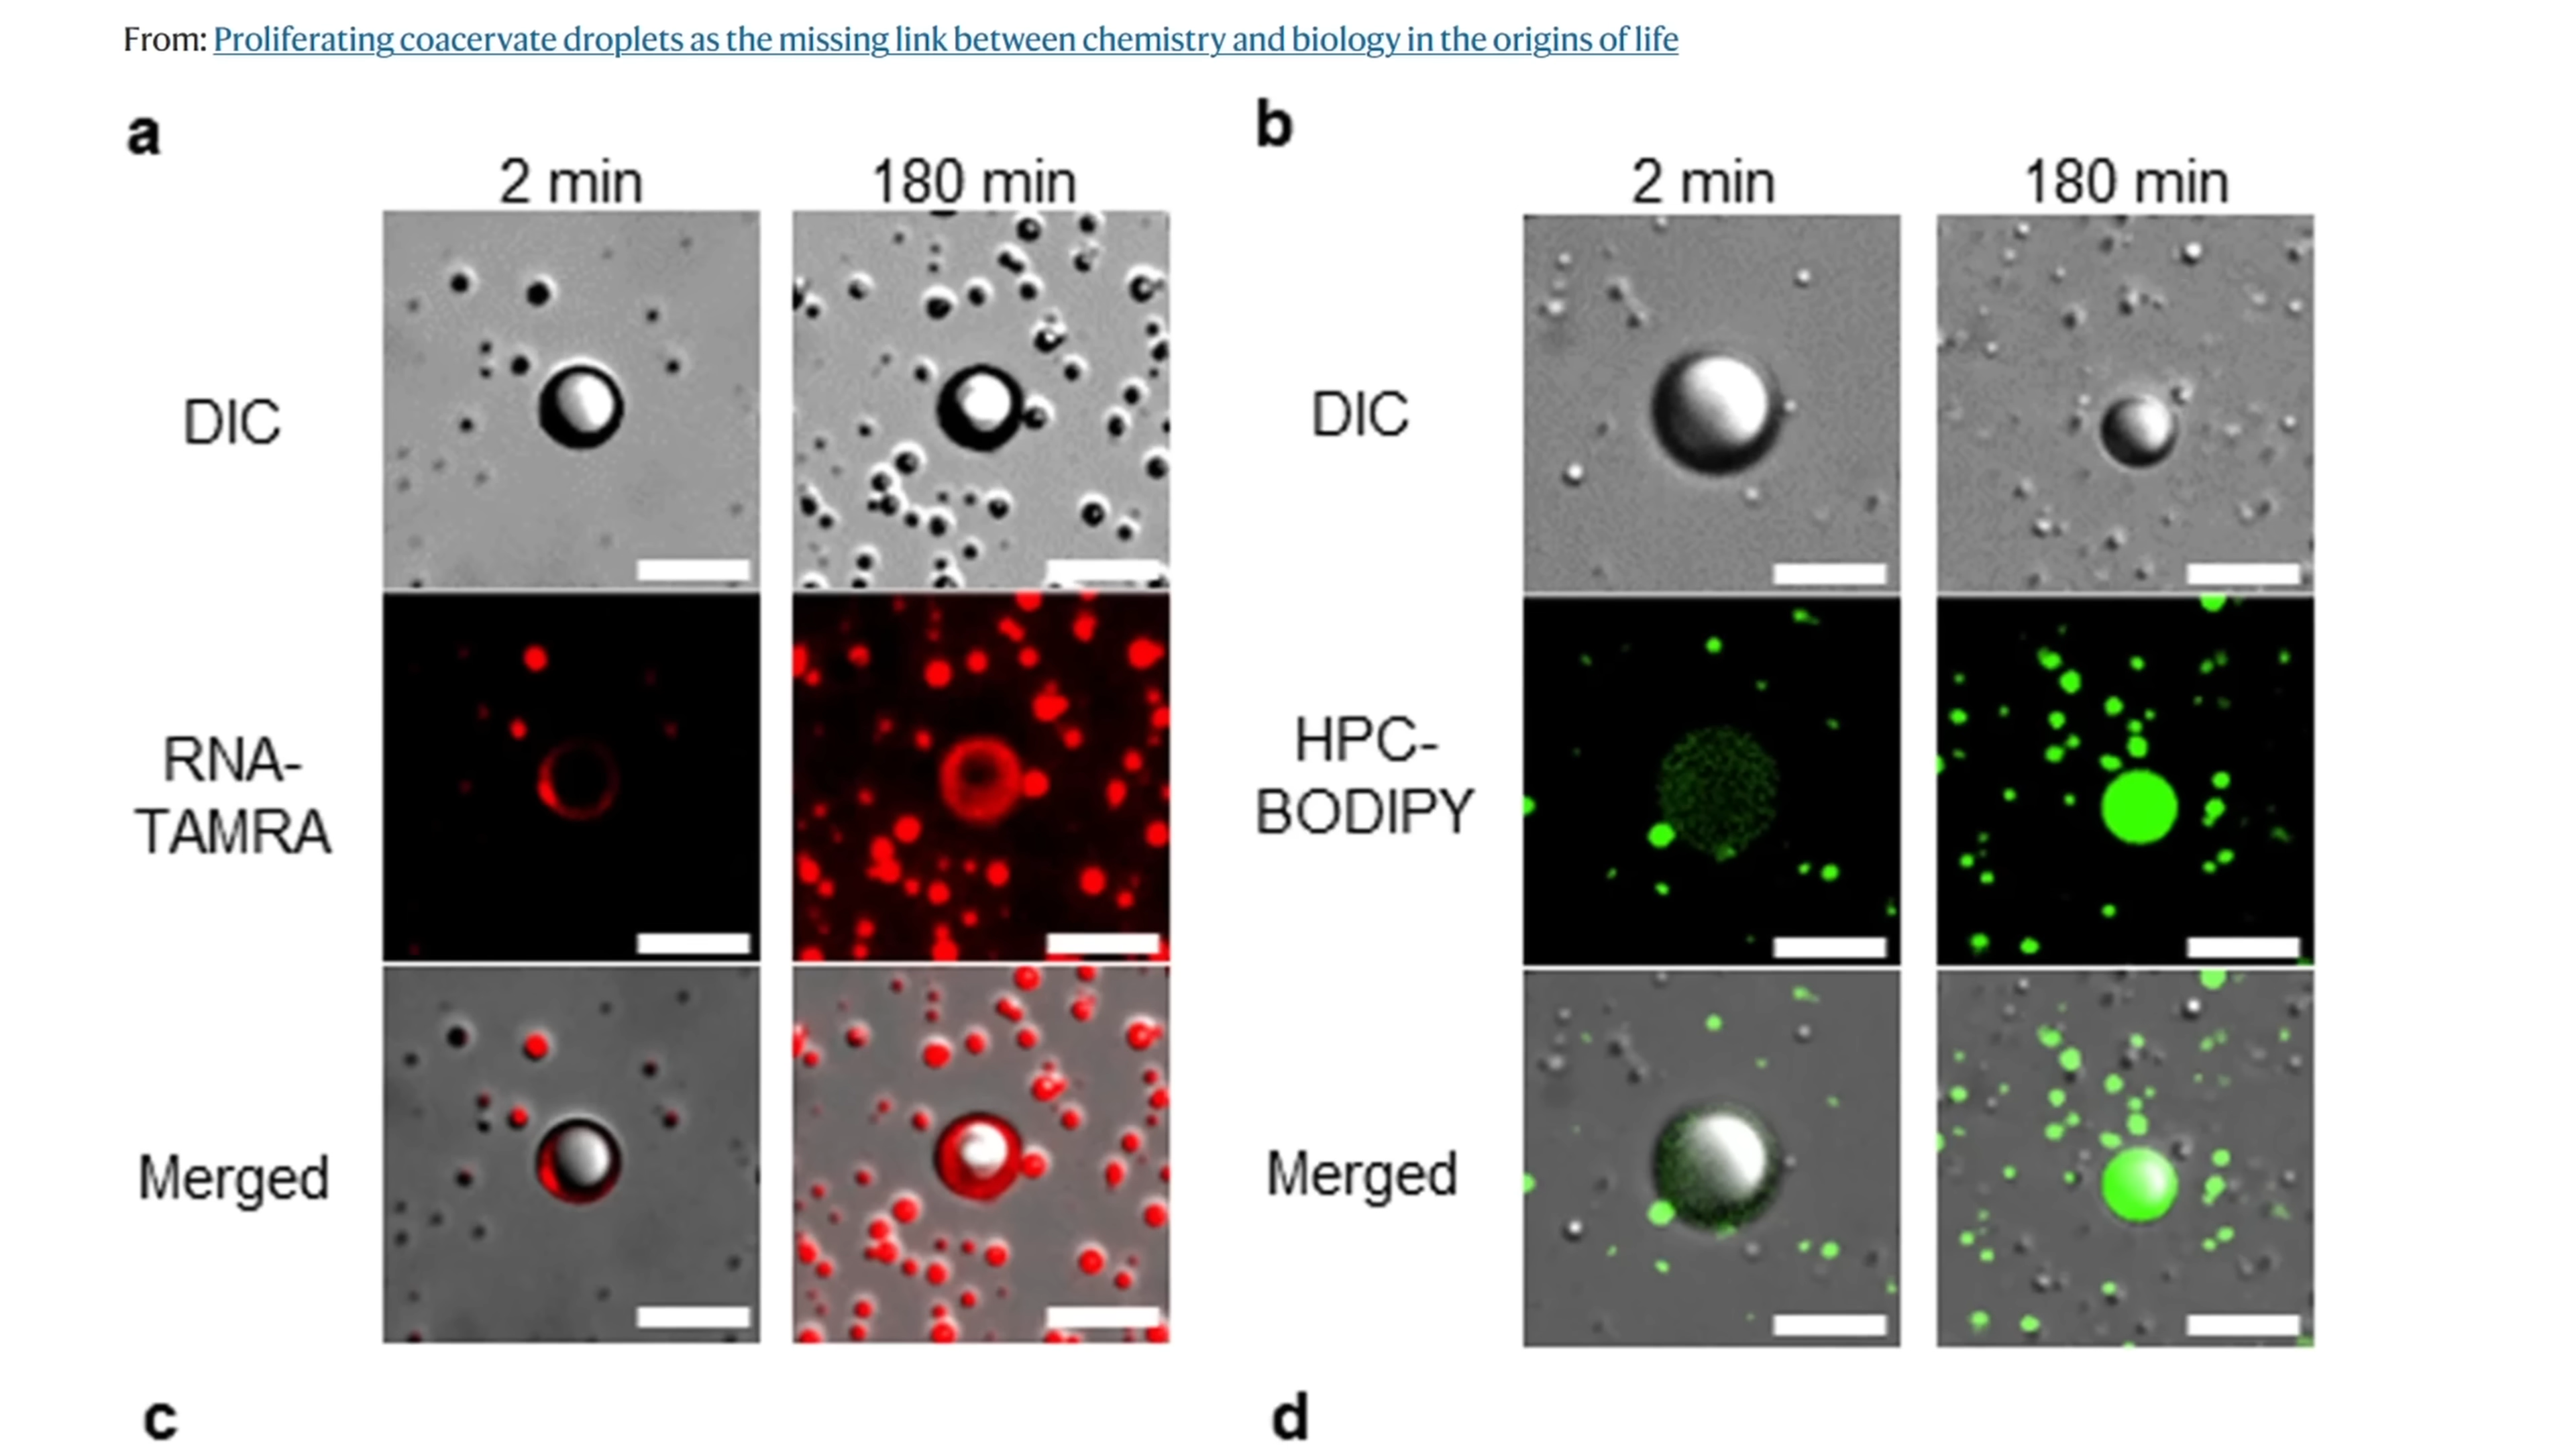 From: Proliferating coacervate droplets as the missing link between chemistry and biology in the origins of life
a
2 min 180 min
DIC
RNA-
TAMRA
Merged
b
2 min 180 min
DIC
HPC-
BODIPY
Merged
c
d